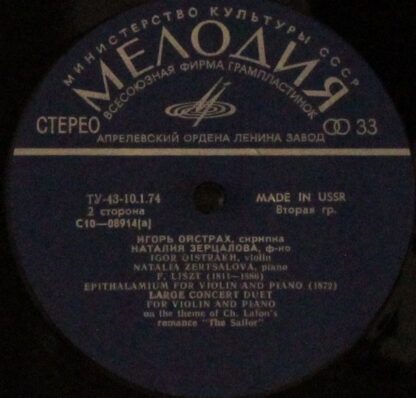 МИНИСТЕРСТВО КУЛЬТУРЫ СССР
МЕЛОДИЯ
ВСЕСОЮЗНАЯ ФИРМА ГРАМПЛАСТИНОК
СТЕРЕО 33
АПРЕЛЕВСКИЙ ОРДЕНА ЛЕНИНА ЗАВОД
ТУ-43-10.1.74 MADE IN USSR
2 сторона Вторая гр.
С10—08914[a]
ИГОРЬ ОЙСТРАХ, скрипка
НАТАЛИЯ ЗЕРЦАЛОВА, ф-но
IGOR OISTRAKH, violin
NATALIA ZERTSALOVA, piano
F. LISZT (1811—1886)
EPITHALAMIUM FOR VIOLIN AND PIANO (1872)
LARGE CONCERT DUET
FOR VIOLIN AND PIANO
on the theme of Ch. Lafon's
romance "The Sailor"